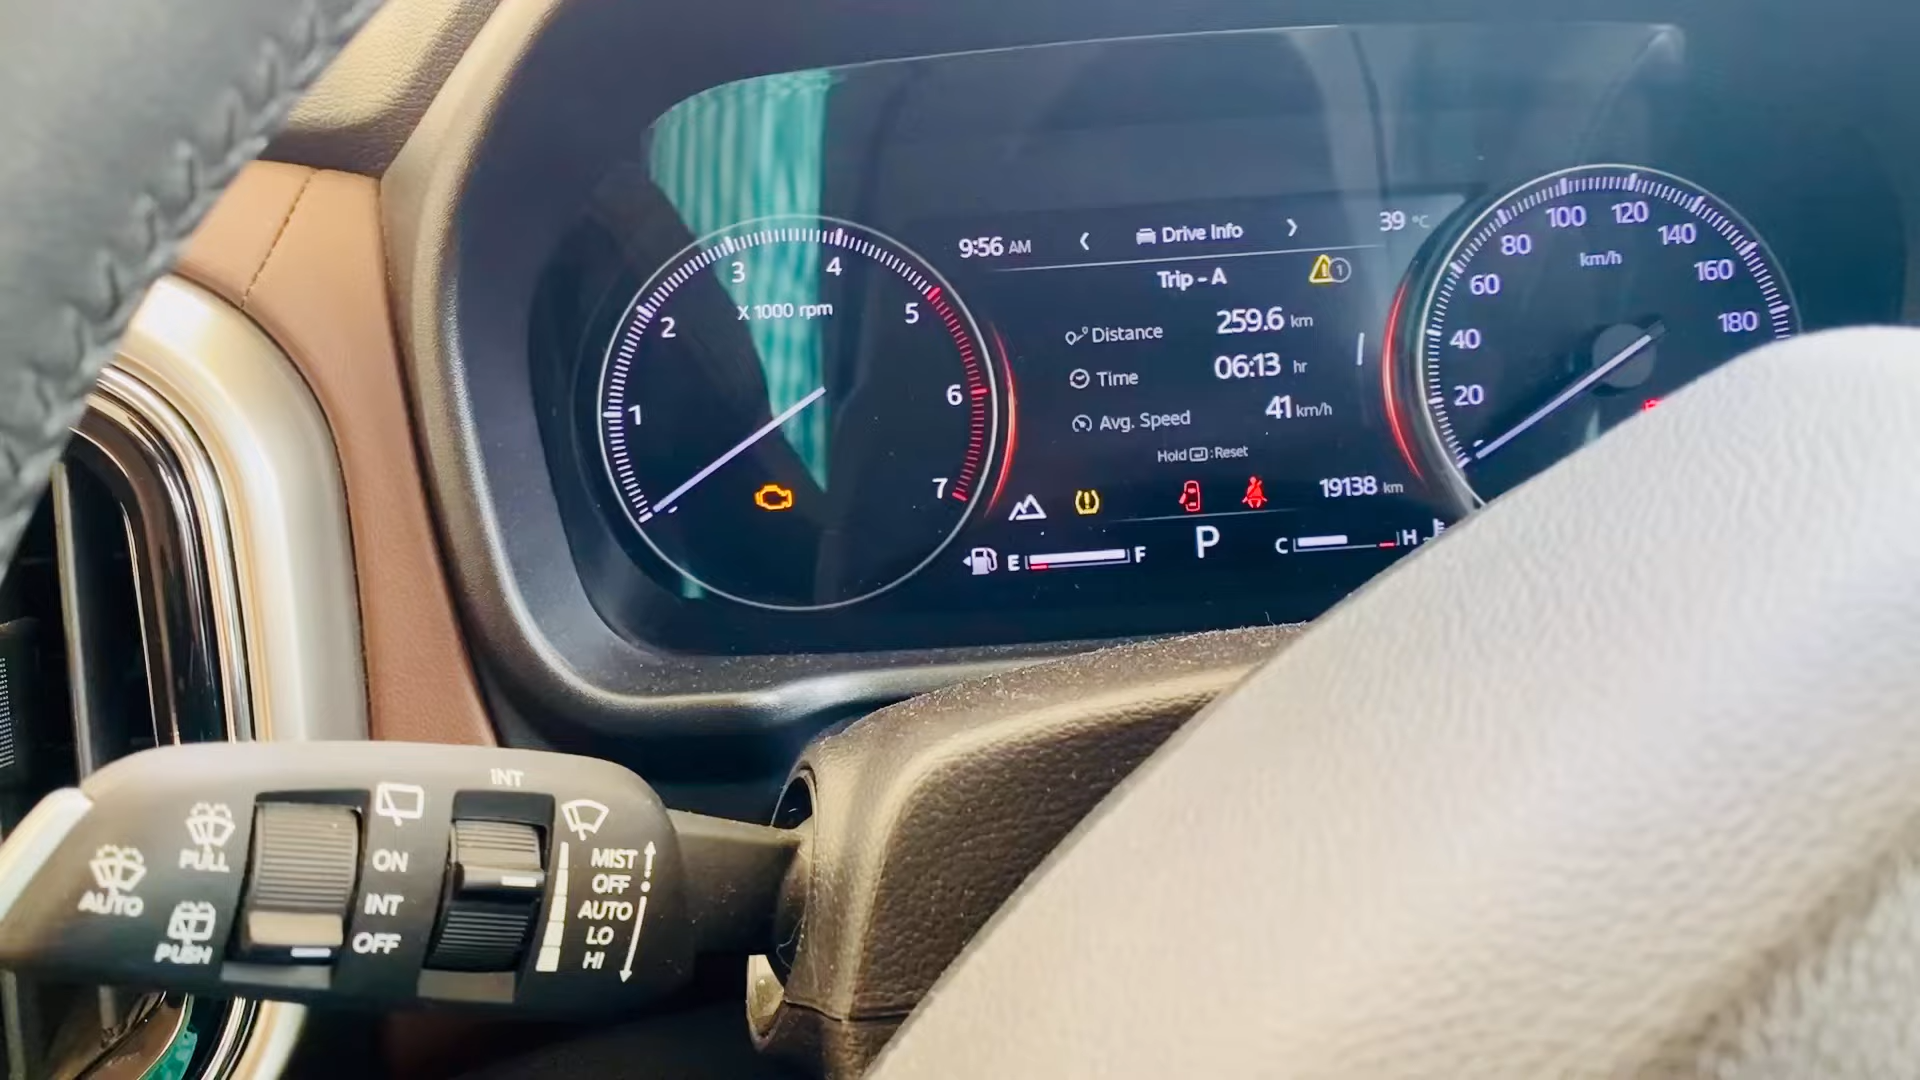 9:56 AM
Drive Info
39 °C
Trip - A
1
Distance 259.6 km
Time 06:13 hr
Avg. Speed 41 km/h
Hold :Reset
19138 km
E F
P
C H
1
2
3
4
5
6
7
X 1000 rpm
20
40
60
80
100
120
140
160
180
km/h
AUTO
PULL
PUSH
ON
INT
OFF
INT
MIST
OFF
AUTO
LO
HI